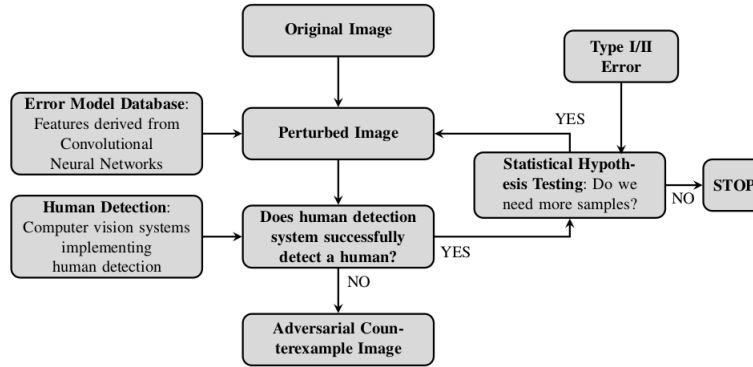 Original Image
Type I/II
Error
Error Model Database:
Features derived from
Convolutional
Neural Networks
Perturbed Image
YES
Statistical Hypoth-
esis Testing: Do we
need more samples?
NO
STOP
Human Detection:
Computer vision systems
implementing
human detection
Does human detection
system successfully
detect a human?
YES
NO
Adversarial Coun-
terexample Image